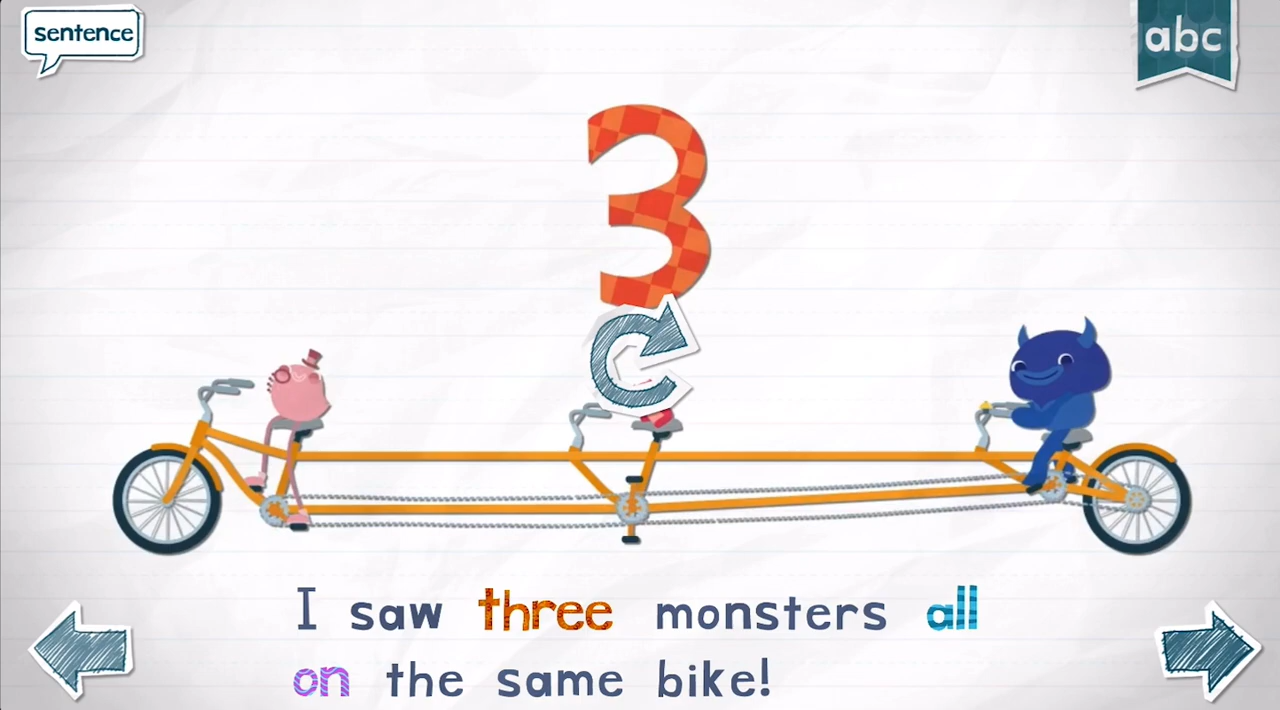 sentence
abc
3
I saw three monsters all
on the same bike!